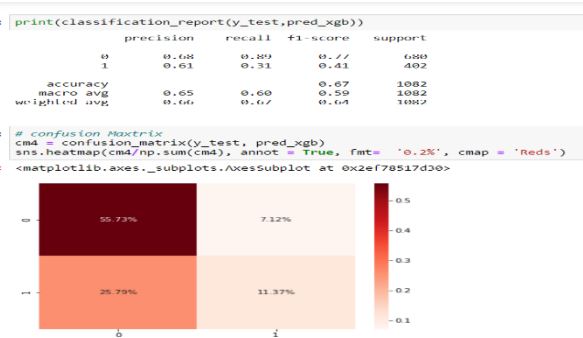 print(classification_report(y_test,pred_xgb))
precision recall f1-score support
0 0.68 0.89 0.77 680
1 0.61 0.31 0.41 402
accuracy 0.67 1082
macro avg 0.65 0.60 0.59 1082
weighted avg 0.66 0.67 0.64 1082
# confusion Maxtrix
cm4 = confusion_matrix(y_test, pred_xgb)
sns.heatmap(cm4/np.sum(cm4), annot = True, fmt= '0.2%', cmap = 'Reds')
<matplotlib.axes._subplots.AxesSubplot at 0x2ef78517d30>
0 55.73% 7.12%
1 25.79% 11.37%
0 1
0.5
0.4
0.3
0.2
0.1